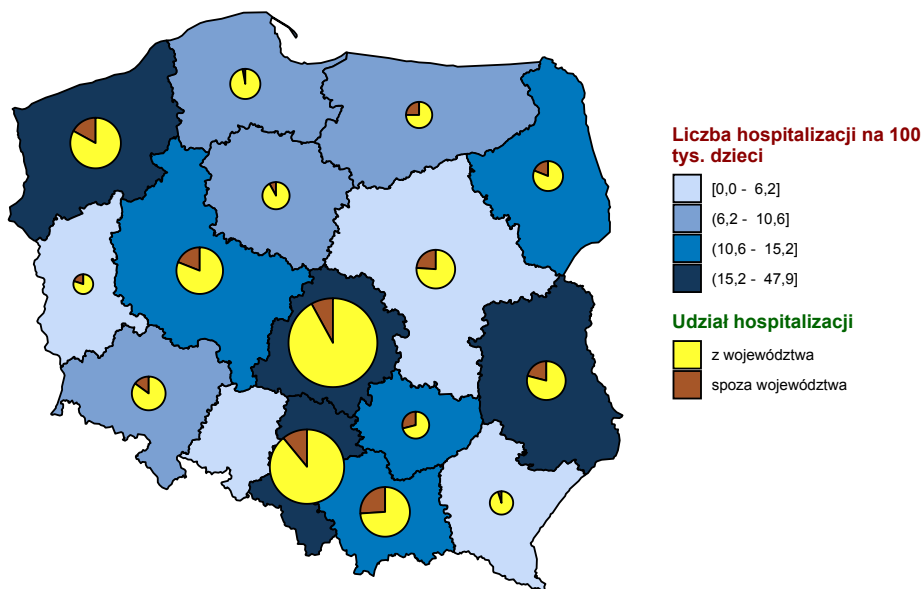 Liczba hospitalizacji na 100
tys. dzieci
[0,0 - 6,2]
(6,2 - 10,6]
(10,6 - 15,2]
(15,2 - 47,9]
Udział hospitalizacji
z województwa
spoza województwa